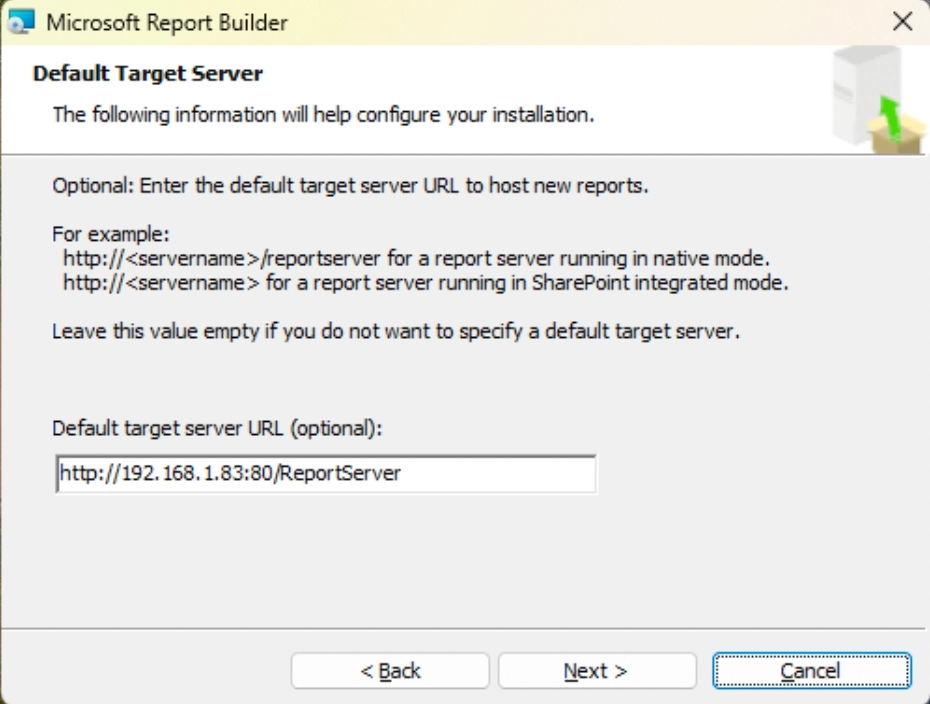 Microsoft Report Builder
Default Target Server
The following information will help configure your installation.
Optional: Enter the default target server URL to host new reports.
For example:
http://<servername>/reportserver for a report server running in native mode.
http://<servername> for a report server running in SharePoint integrated mode.
Leave this value empty if you do not want to specify a default target server.
Default target server URL (optional):
http://192.168.1.83:80/ReportServer
< Back
Next >
Cancel